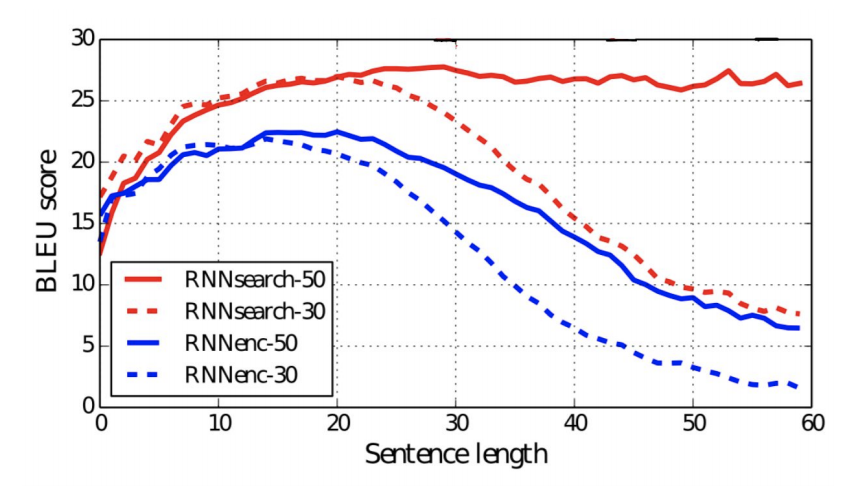 30
25
20
15
10
5
0
BLEU score
RNNsearch-50
RNNsearch-30
RNNenc-50
RNNenc-30
0 10 20 30 40 50 60
Sentence length